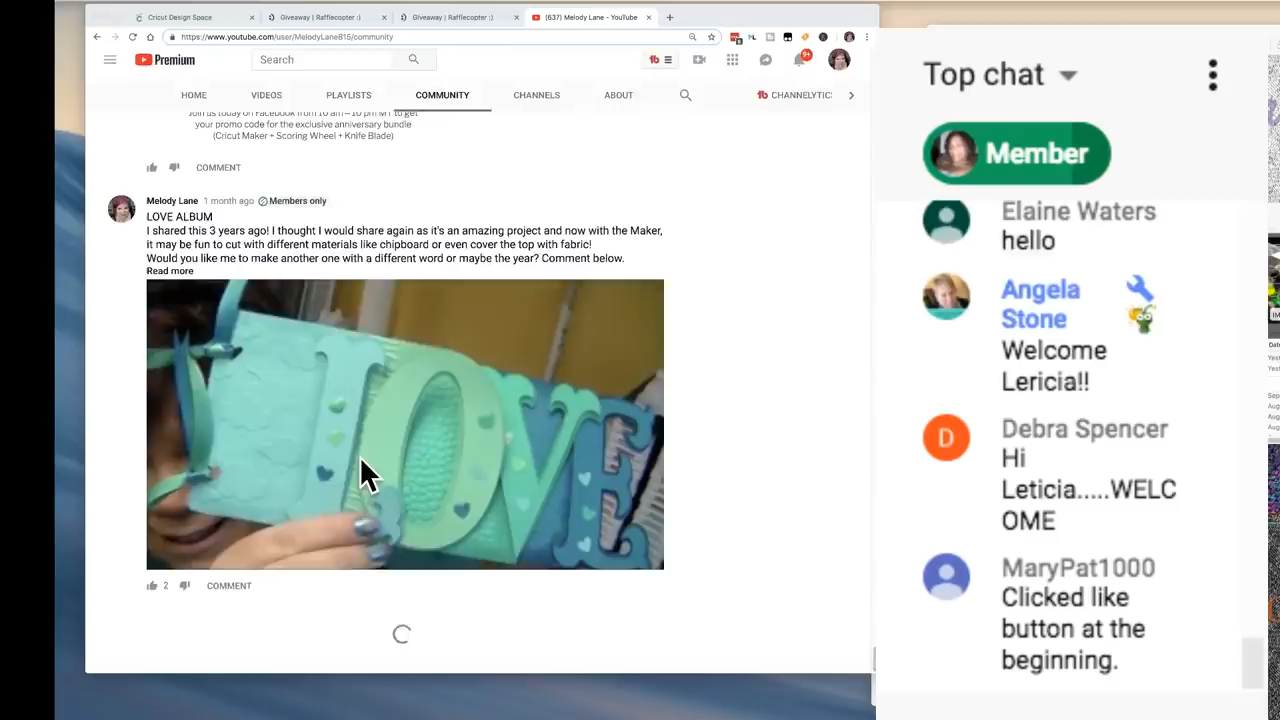 Cricut Design Space
Giveaway | Rafflecopter :)
Giveaway | Rafflecopter :)
(637) Melody Lane - YouTube
https://www.youtube.com/user/MelodyLane815/community
Premium
Search
9+
HOME
VIDEOS
PLAYLISTS
COMMUNITY
CHANNELS
ABOUT
CHANNELYTICS
Join us today on Facebook from 10 am–10 pm MT to get
your promo code for the exclusive anniversary bundle
(Cricut Maker + Scoring Wheel + Knife Blade)
COMMENT
Melody Lane 1 month ago Members only
LOVE ALBUM
I shared this 3 years ago! I thought I would share again as it's an amazing project and now with the Maker,
it may be fun to cut with different materials like chipboard or even cover the top with fabric!
Would you like me to make another one with a different word or maybe the year? Comment below.
Read more
LOVE
2 COMMENT
Top chat
Member
Elaine Waters
hello
Angela
Stone
Welcome
Lericia!!
Debra Spencer
D
Hi
Leticia.....WELC
OME
MaryPat1000
Clicked like
button at the
beginning.